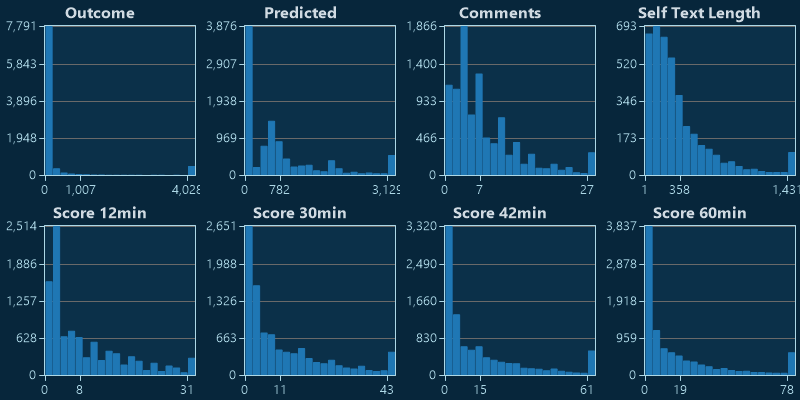 Outcome
7,791
5,843
3,896
1,948
0
0 1,007 4,028
Predicted
3,876
2,907
1,938
969
0
0 782 3,129
Comments
1,866
1,400
933
466
0
0 7 27
Self Text Length
693
520
346
173
0
1 358 1,431
Score 12min
2,514
1,886
1,257
628
0
0 8 31
Score 30min
2,651
1,988
1,326
663
0
0 11 43
Score 42min
3,320
2,490
1,660
830
0
0 15 61
Score 60min
3,837
2,878
1,918
959
0
0 19 78